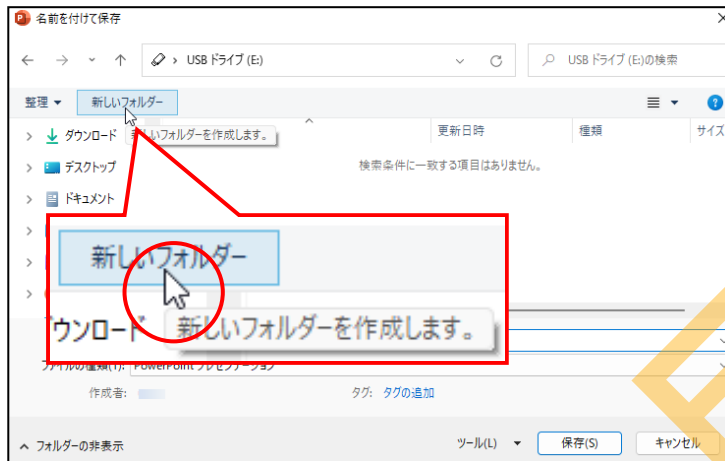 名前を付けて保存
USB ドライブ (E:)
USB ドライブ (E:)の検索
整理
新しいフォルダー
更新日時
種類
サイズ
ダウンロード
新しいフォルダーを作成します。
検索条件に一致する項目はありません。
デスクトップ
ドキュメント
新しいフォルダー
ウンロード
新しいフォルダーを作成します。
ファイルの種類(T): PowerPoint プレゼンテーション
作成者:
タグ: タグの追加
フォルダーの非表示
ツール(L)
保存(S)
キャンセル